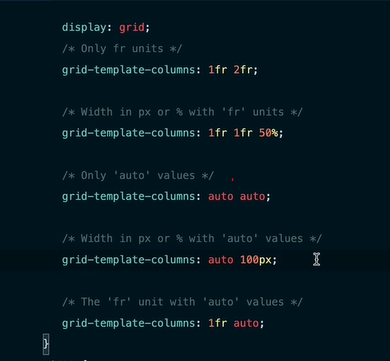 display: grid;
/* Only fr units */
grid-template-columns: 1fr 2fr;
/* Width in px or % with 'fr' units */
grid-template-columns: 1fr 1fr 50%;
/* Only 'auto' values */
grid-template-columns: auto auto;
/* Width in px or % with 'auto' values */
grid-template-columns: auto 100px;
/* The 'fr' unit with 'auto' values */
grid-template-columns: 1fr auto;
}